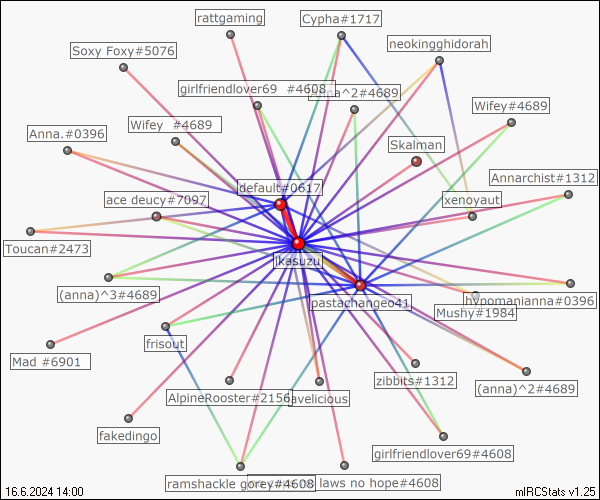 rattgaming
Cypha#1717
neokingghidorah
Soxy Foxy#5076
girlfriendlover69 #4608
^2#4689
Wifey#4689
Wifey #4689
Anna.#0396
Skalman
Annarchist#1312
default#0617
ace deucy#7097
xenoyaut
Toucan#2473
ikasuzu
(anna)^3#4689
pastachangeo41
hypomanianna#0396
Mushy#1984
frisout
Mad #6901
zibbits#1312
(anna)^2#4689
AlpineRooster#2156
avelicious
fakedingo
girlfriendlover69#4608
ramshackle gorey#4608
laws no hope#4608
16.6.2024 14:00
mIRCStats v1.25